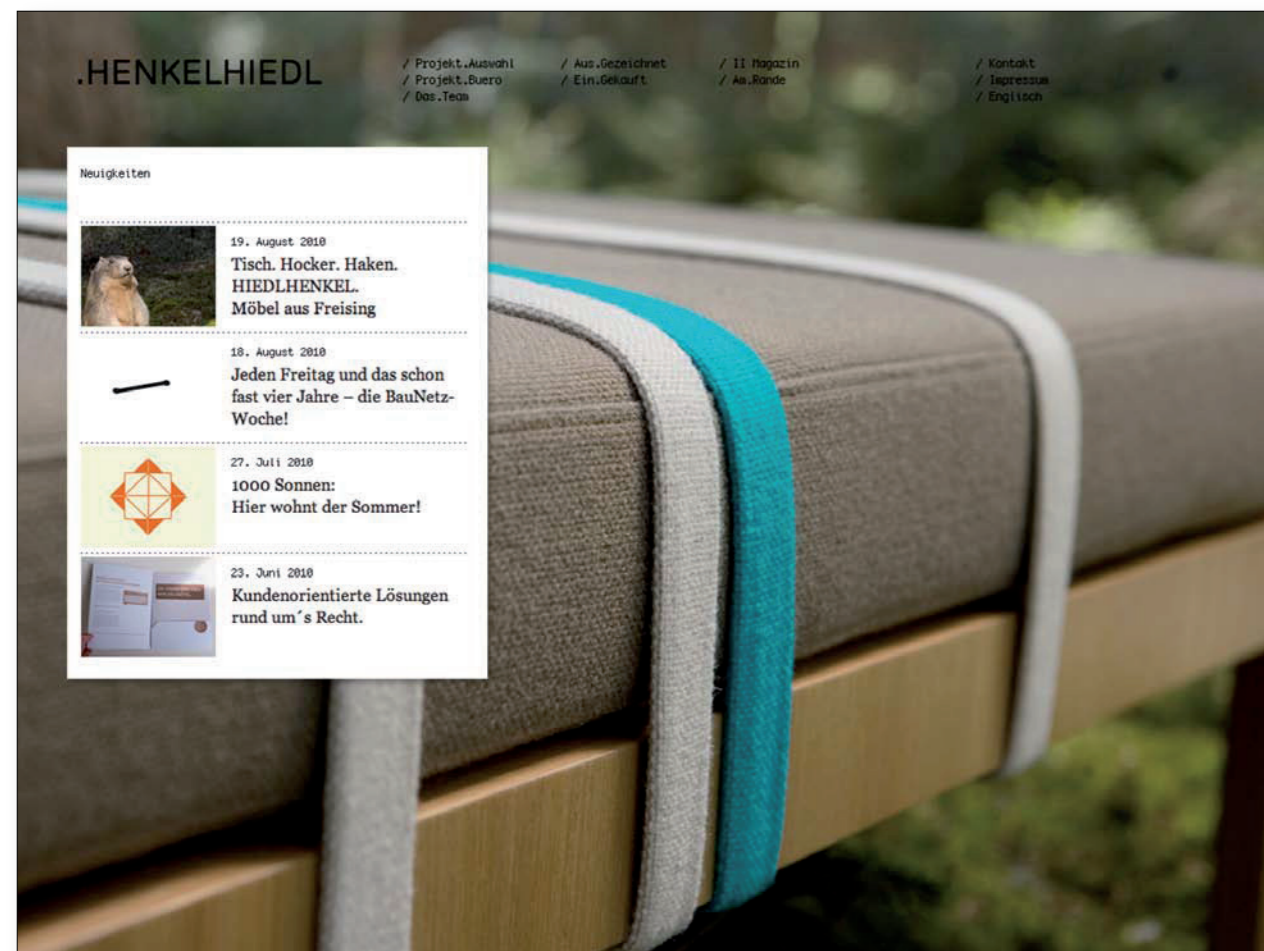 .HENKELHIEDL
/ Projekt.Auswahl
/ Projekt.Buero
/ Das.Team
/ Aus.Gezeichnet
/ Ein.Gekauft
/ II Magazin
/ Am.Rande
/ Kontakt
/ Impressum
/ Englisch
Neuigkeiten
19. August 2010
Tisch. Hocker. Haken.
HIEDLHENKEL.
Möbel aus Freising
18. August 2010
Jeden Freitag und das schon
fast vier Jahre – die BauNetz-
Woche!
27. Juli 2010
1000 Sonnen:
Hier wohnt der Sommer!
23. Juni 2010
Kundenorientierte Lösungen
rund um´s Recht.